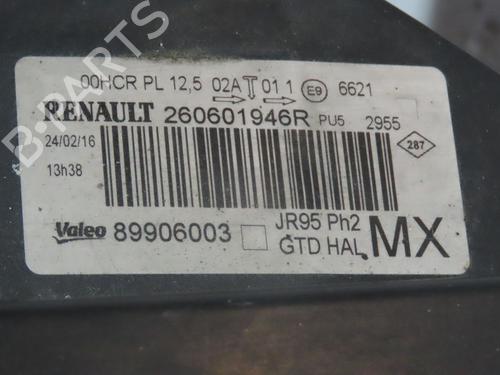 00HCR PL 12,5 02A T 01 1 E9 6621
RENAULT 260601946R PU5 2955
24/02/16
287
13h38
Valeo 89906003 JR95 Ph2
GTD HAL MX
B-PARTS